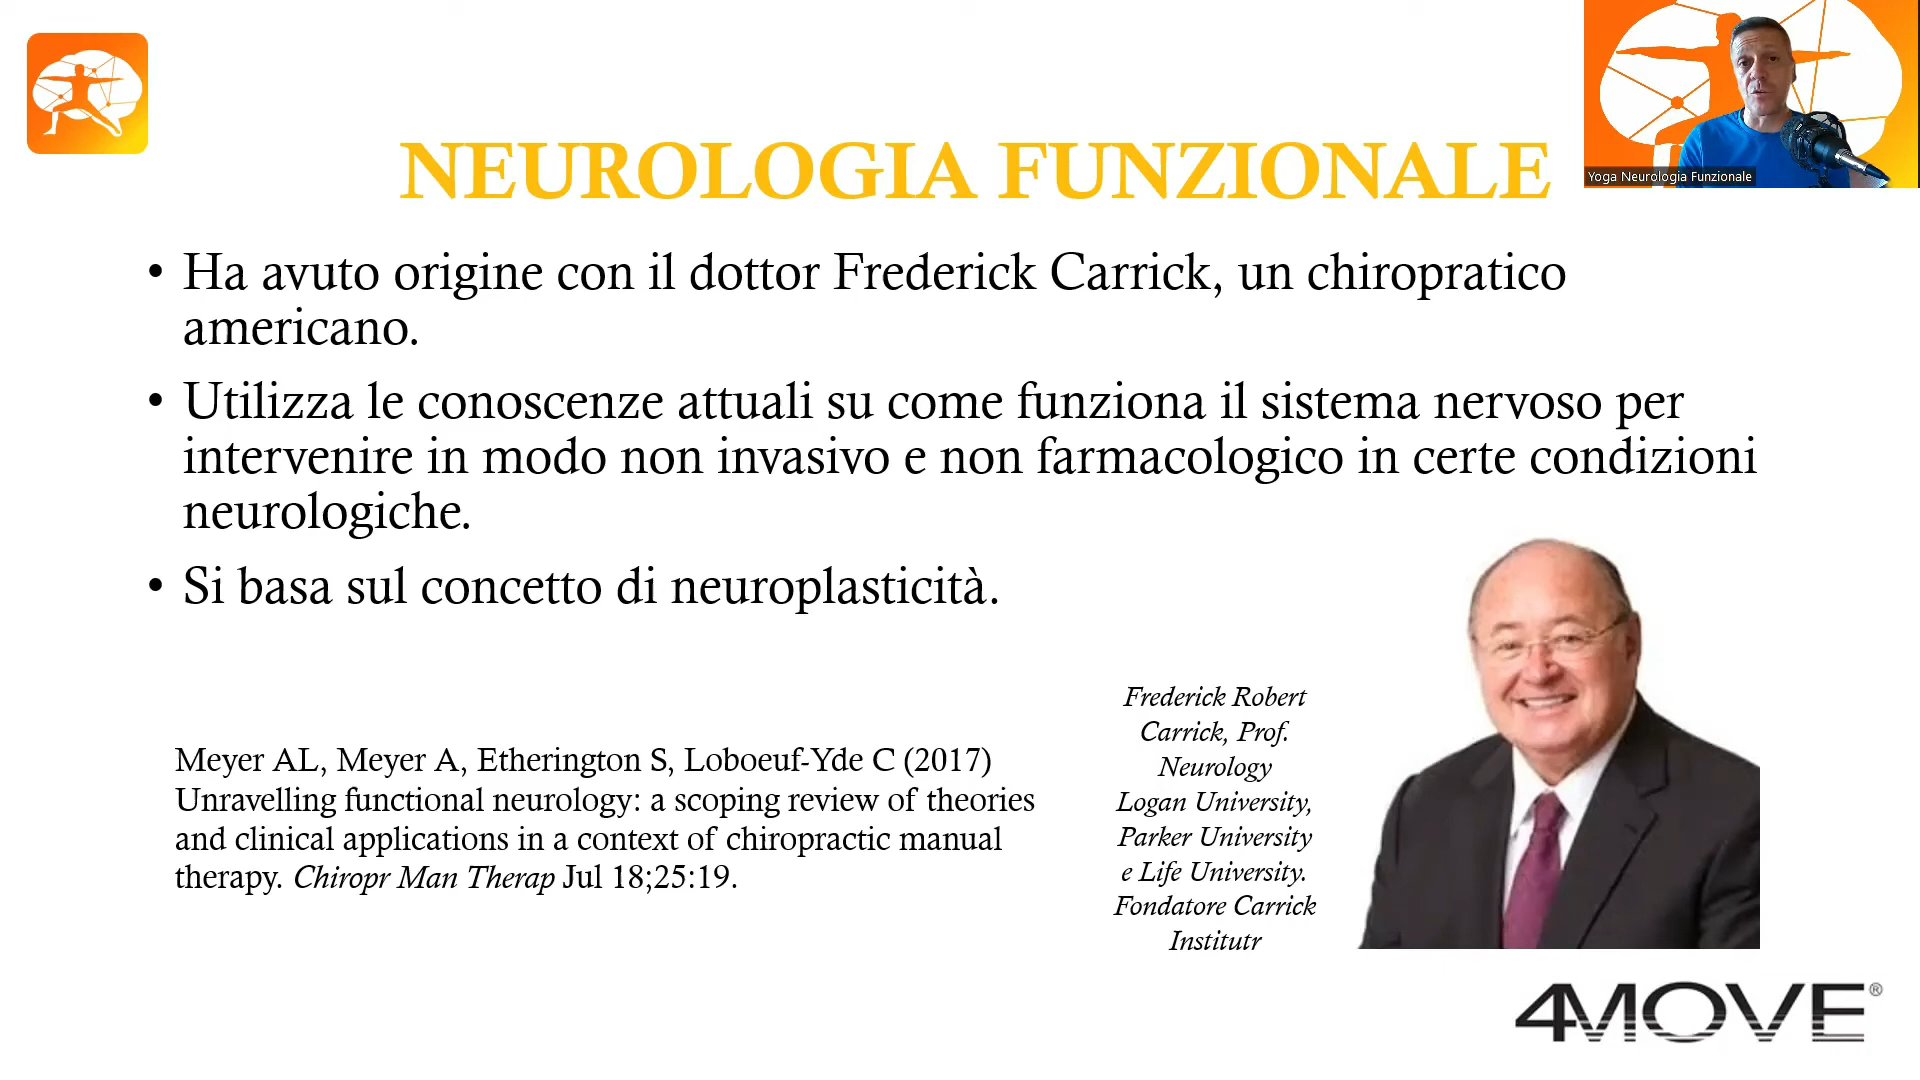 NEUROLOGIA FUNZIONALE
Yoga Neurologia Funzionale
• Ha avuto origine con il dottor Frederick Carrick, un chiropratico
americano.
• Utilizza le conoscenze attuali su come funziona il sistema nervoso per
intervenire in modo non invasivo e non farmacologico in certe condizioni
neurologiche.
• Si basa sul concetto di neuroplasticità.
Meyer AL, Meyer A, Etherington S, Loboeuf-Yde C (2017)
Unravelling functional neurology: a scoping review of theories
and clinical applications in a context of chiropractic manual
therapy. Chiropr Man Therap Jul 18;25:19.
Frederick Robert
Carrick, Prof.
Neurology
Logan University,
Parker University
e Life University.
Fondatore Carrick
Institutr
4MOVE®